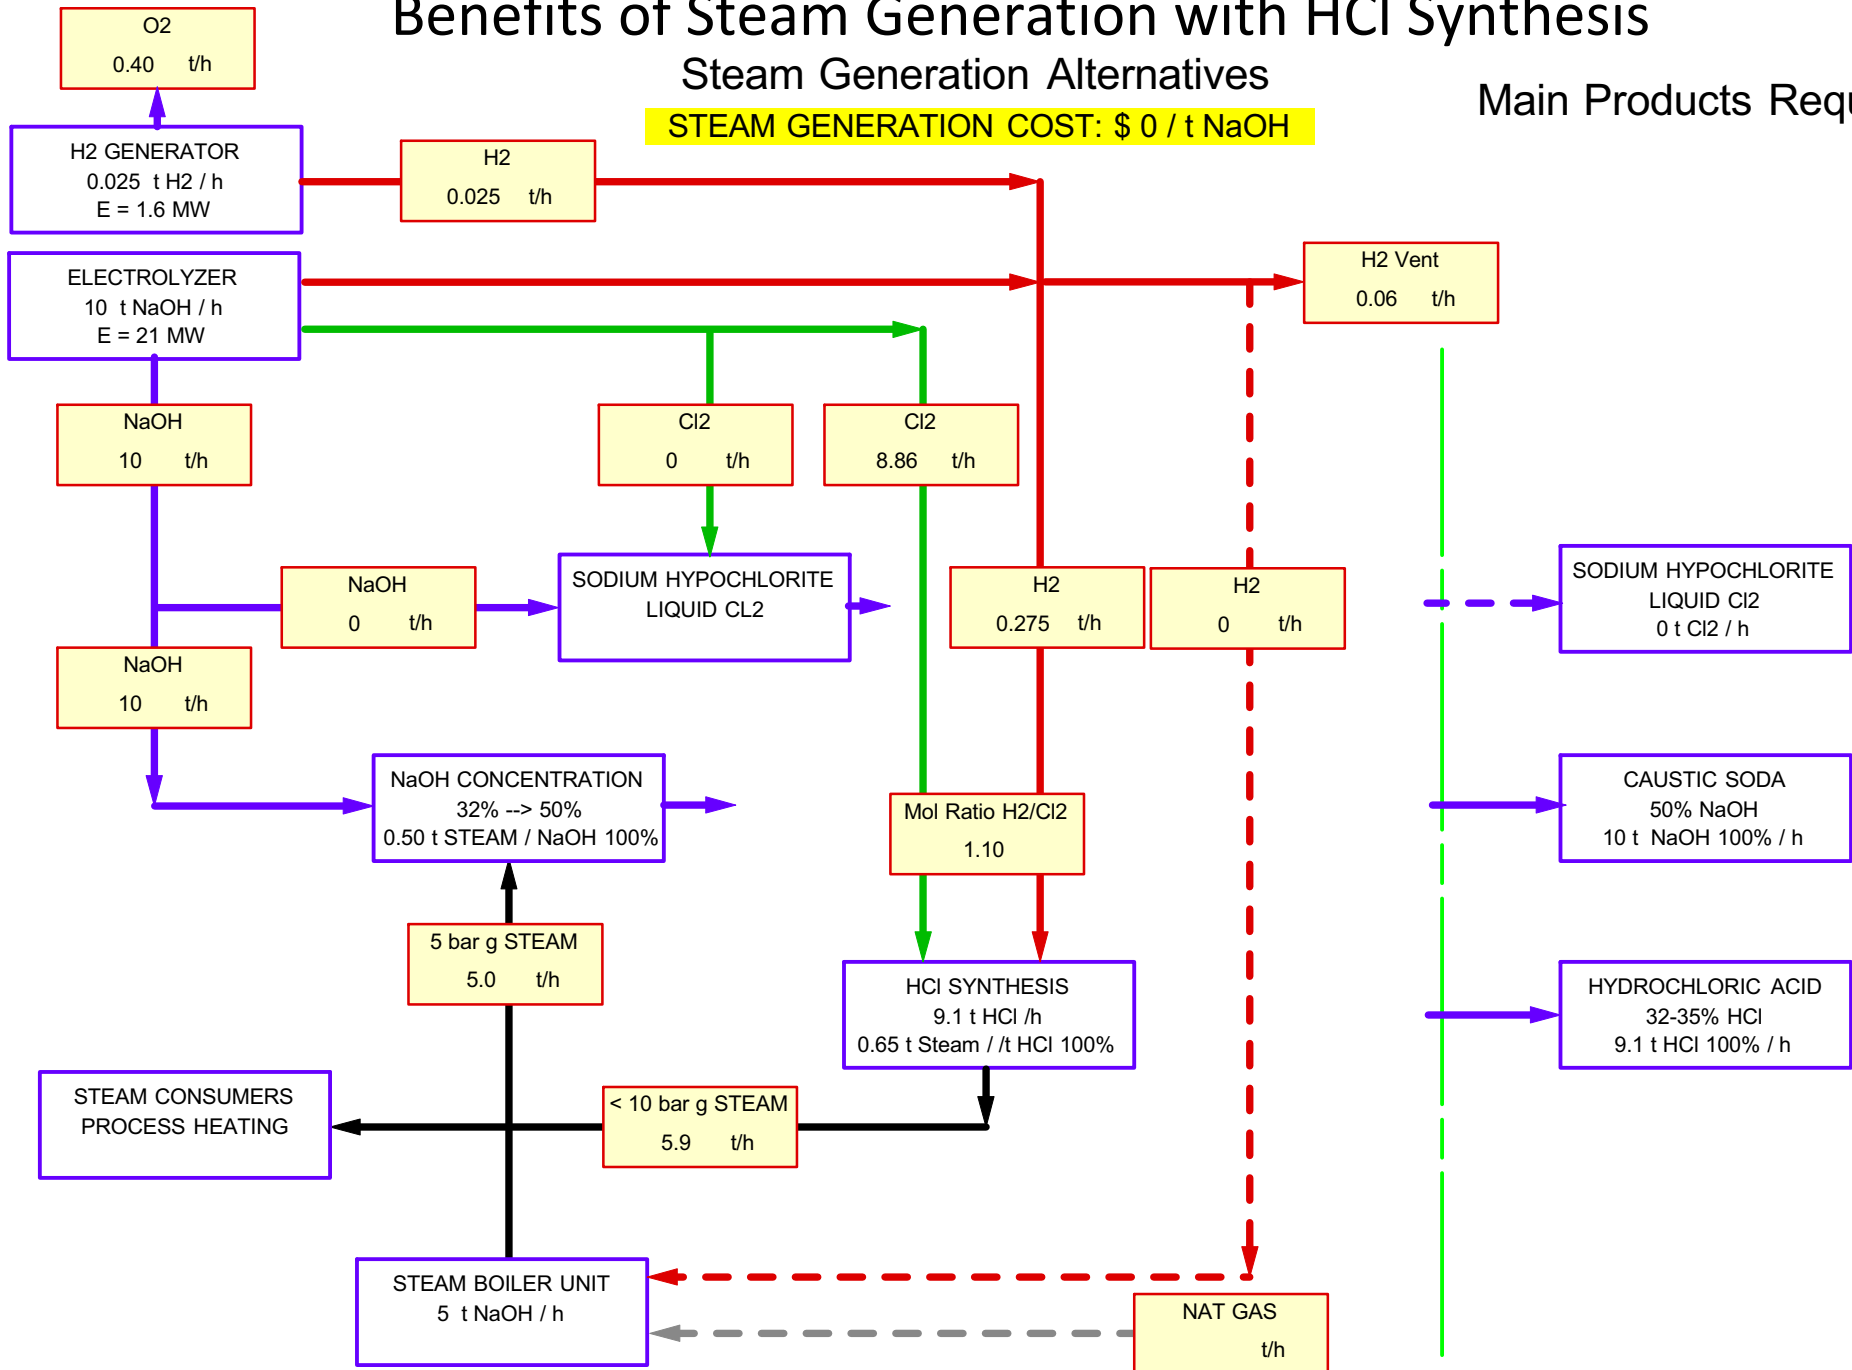 Benefits of Steam Generation with HCl Synthesis
Steam Generation Alternatives
STEAM GENERATION COST: $ 0 / t NaOH
Main Products Requ
O2
0.40 t/h
H2 GENERATOR
0.025 t H2 / h
E = 1.6 MW
H2
0.025 t/h
ELECTROLYZER
10 t NaOH / h
E = 21 MW
H2 Vent
0.06 t/h
NaOH
10 t/h
Cl2
0 t/h
Cl2
8.86 t/h
NaOH
0 t/h
SODIUM HYPOCHLORITE
LIQUID CL2
H2
0.275 t/h
H2
0 t/h
SODIUM HYPOCHLORITE
LIQUID Cl2
0 t Cl2 / h
NaOH
10 t/h
NaOH CONCENTRATION
32% --> 50%
0.50 t STEAM / NaOH 100%
Mol Ratio H2/Cl2
1.10
CAUSTIC SODA
50% NaOH
10 t NaOH 100% / h
5 bar g STEAM
5.0 t/h
HCl SYNTHESIS
9.1 t HCl /h
0.65 t Steam / /t HCl 100%
HYDROCHLORIC ACID
32-35% HCl
9.1 t HCl 100% / h
STEAM CONSUMERS
PROCESS HEATING
< 10 bar g STEAM
5.9 t/h
STEAM BOILER UNIT
5 t NaOH / h
NAT GAS
t/h